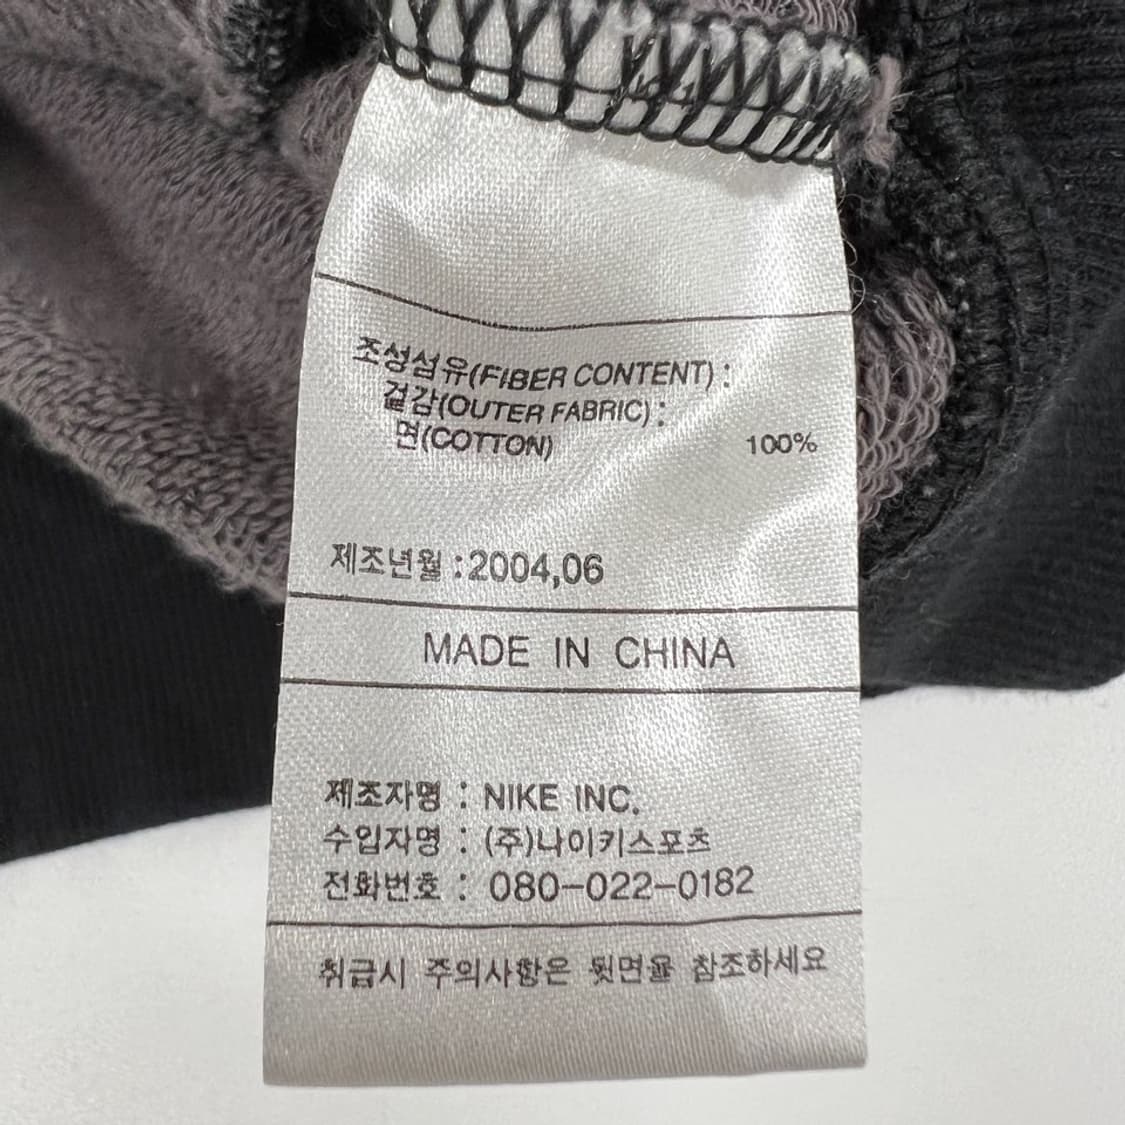 조성섬유(FIBER CONTENT) :
겉감(OUTER FABRIC) :
면(COTTON) 100%
제조년월 :2004,06
MADE IN CHINA
제조자명 : NIKE INC.
수입자명 : (주)나이키스포츠
전화번호 : 080-022-0182
취급시 주의사항은 뒷면을 참조하세요